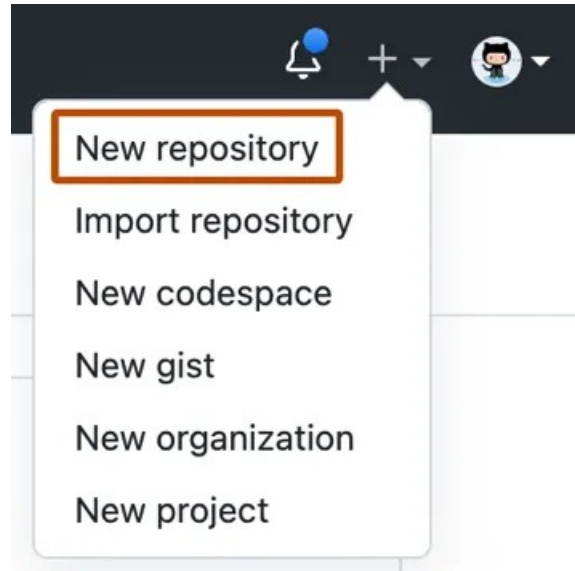 New repository
Import repository
New codespace
New gist
New organization
New project